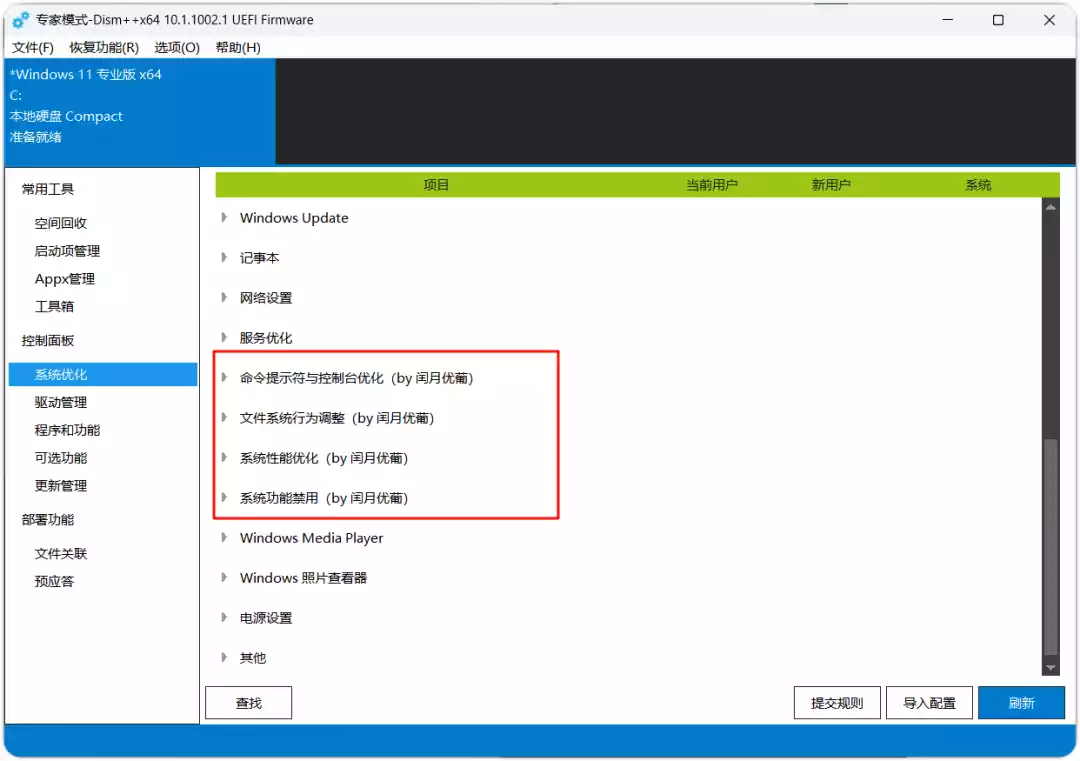 专家模式-Dism++x64 10.1.1002.1 UEFI Firmware
文件(F) 恢复功能(R) 选项(O) 帮助(H)
*Windows 11 专业版 x64
C:
本地硬盘 Compact
准备就绪
常用工具
空间回收
启动项管理
Appx管理
工具箱
控制面板
系统优化
驱动管理
程序和功能
可选功能
更新管理
部署功能
文件关联
预应答
项目 当前用户 新用户 系统
Windows Update
记事本
网络设置
服务优化
命令提示符与控制台优化（by 闰月优葡）
文件系统行为调整（by 闰月优葡）
系统性能优化（by 闰月优葡）
系统功能禁用（by 闰月优葡）
Windows Media Player
Windows 照片查看器
电源设置
其他
查找 提交规则 导入配置 刷新